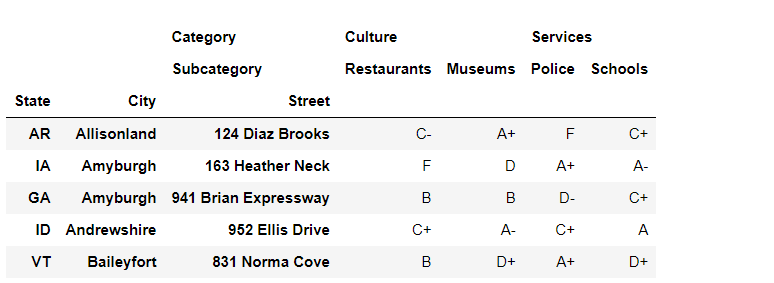 Category Culture Services
Subcategory Restaurants Museums Police Schools
State City Street
AR Allisonland 124 Diaz Brooks C- A+ F C+
IA Amyburgh 163 Heather Neck F D A+ A-
GA Amyburgh 941 Brian Expressway B B D- C+
ID Andrewshire 952 Ellis Drive C+ A- C+ A
VT Baileyfort 831 Norma Cove B D+ A+ D+